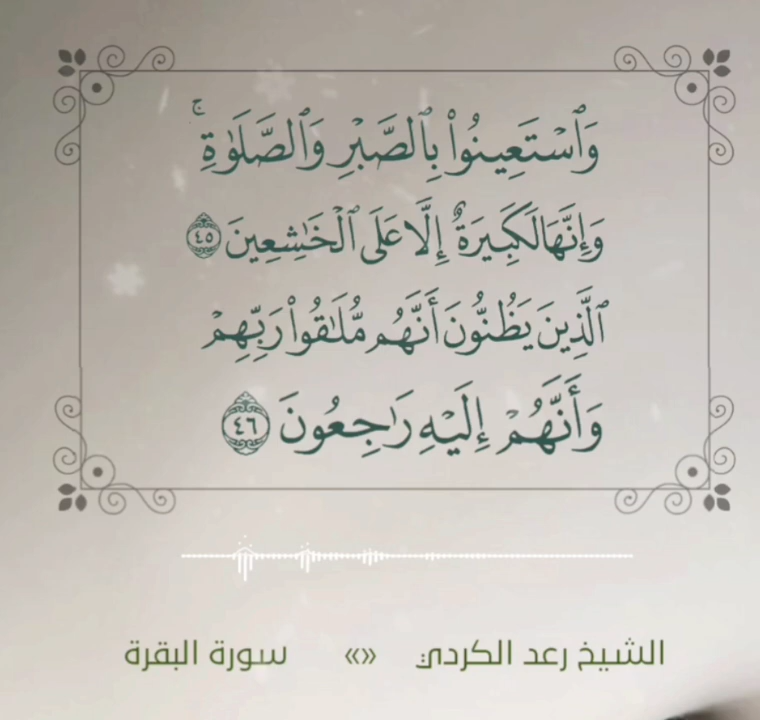 وَٱسۡتَعِينُواْ بِٱلصَّبۡرِ وَٱلصَّلَوٰةِۚ
وَإِنَّهَا لَكَبِيرَةٌ إِلَّا عَلَى ٱلۡخَٰشِعِينَ ٤٥
ٱلَّذِينَ يَظُنُّونَ أَنَّهُم مُّلَٰقُواْ رَبِّهِمۡ
وَأَنَّهُمۡ إِلَيۡهِ رَٰجِعُونَ ٤٦
الشيخ رعد الكردي «» سورة البقرة